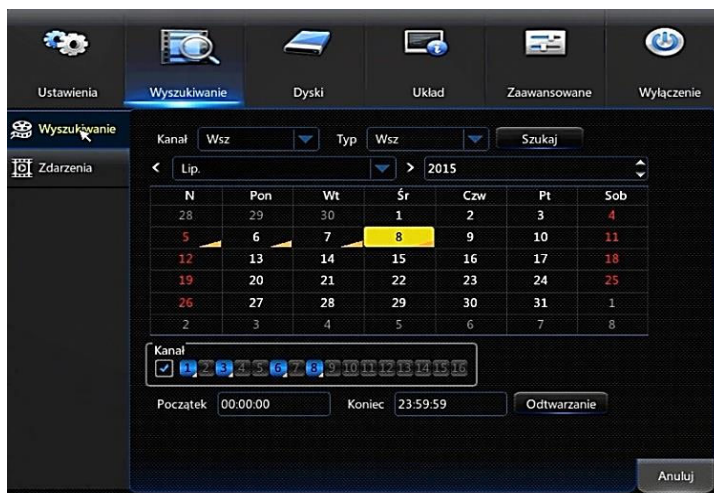 Ustawienia Wyszukiwanie Dyski Układ Zaawansowane Wyłączenie
Wyszukiwanie
Zdarzenia
Kanał Wsz Typ Wsz Szukaj
< Lip. > 2015
N Pon Wt Śr Czw Pt Sob
28 29 30 1 2 3 4
5 6 7 8 9 10 11
12 13 14 15 16 17 18
19 20 21 22 23 24 25
26 27 28 29 30 31 1
2 3 4 5 6 7 8
Kanał
1 2 3 4 5 6 7 8 9 10 11 12 13 14 15 16
Początek 00:00:00 Koniec 23:59:59 Odtwarzanie
Anuluj